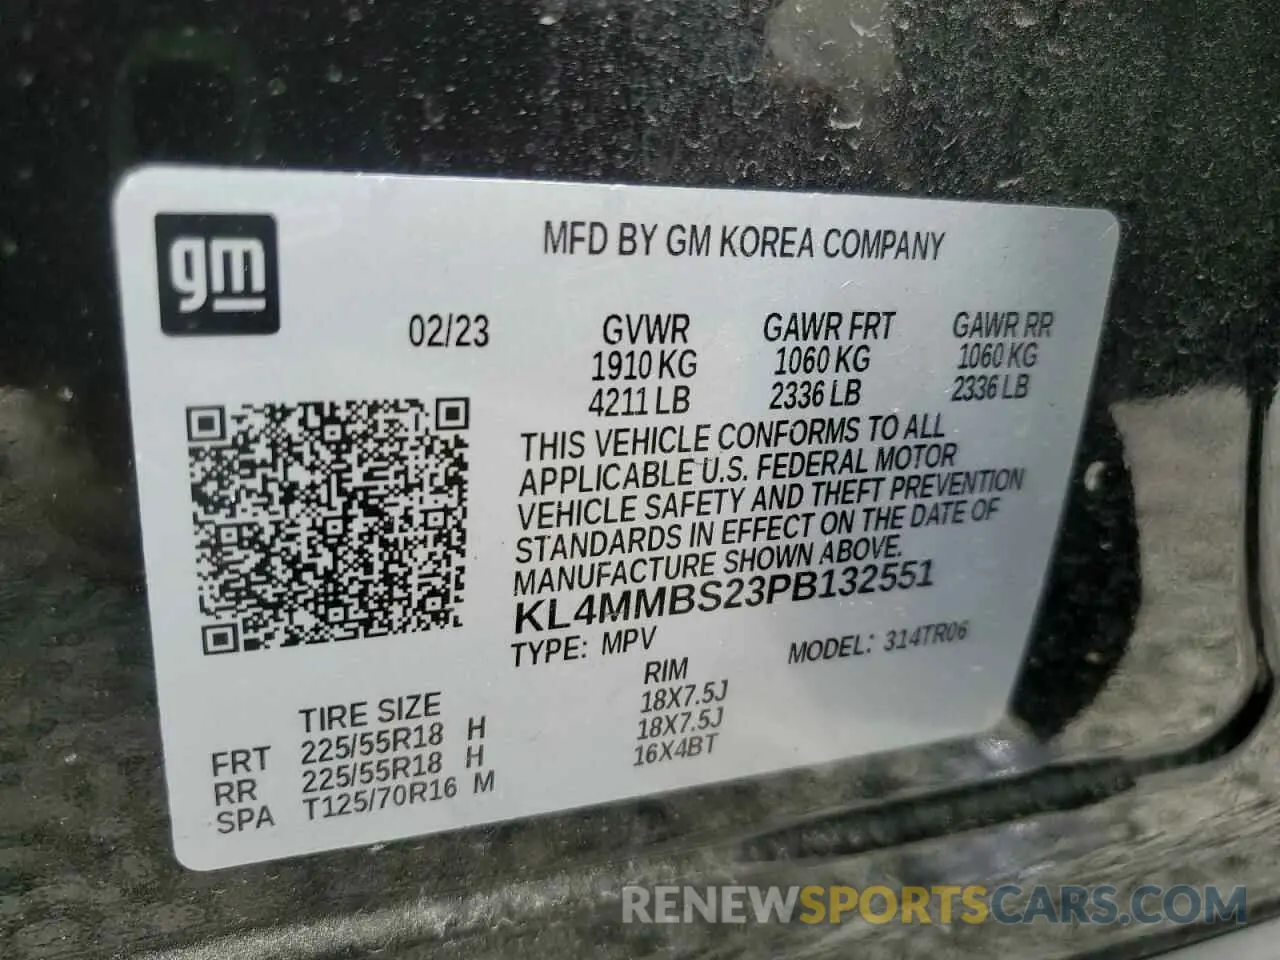 gm
MFD BY GM KOREA COMPANY
02/23 GVWR GAWR FRT GAWR RR
1910 KG 1060 KG 1060 KG
4211 LB 2336 LB 2336 LB
THIS VEHICLE CONFORMS TO ALL
APPLICABLE U.S. FEDERAL MOTOR
VEHICLE SAFETY AND THEFT PREVENTION
STANDARDS IN EFFECT ON THE DATE OF
MANUFACTURE SHOWN ABOVE.
KL4MMBS23PB132551
TYPE: MPV MODEL: 314TR06
TIRE SIZE RIM
FRT 225/55R18 H 18X7.5J
RR 225/55R18 H 18X7.5J
SPA T125/70R16 M 16X4BT
RENEWSPORTSCARS.COM